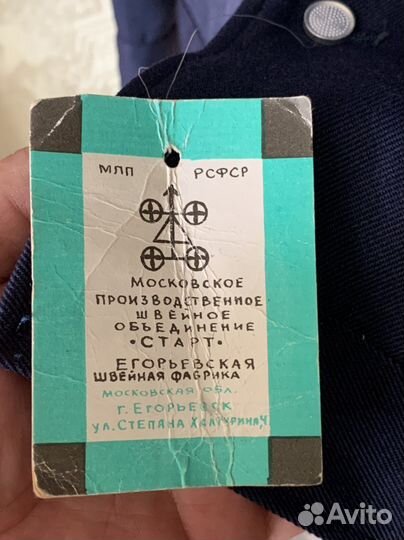 МЛП РСФСР
МОСКОВСКОЕ
ПРОИЗВОДСТВЕННОЕ
ШВЕЙНОЕ
ОБЪЕДИНЕНИЕ
•СТАРТ•
ЕГОРЬЕВСКАЯ
ШВЕЙНАЯ ФАБРИКА
МОСКОВСКАЯ ОБЛ.
г. ЕГОРЬЕВСК
УЛ. СТЕПАНА ХАЛТУРИНА 4.
Avito